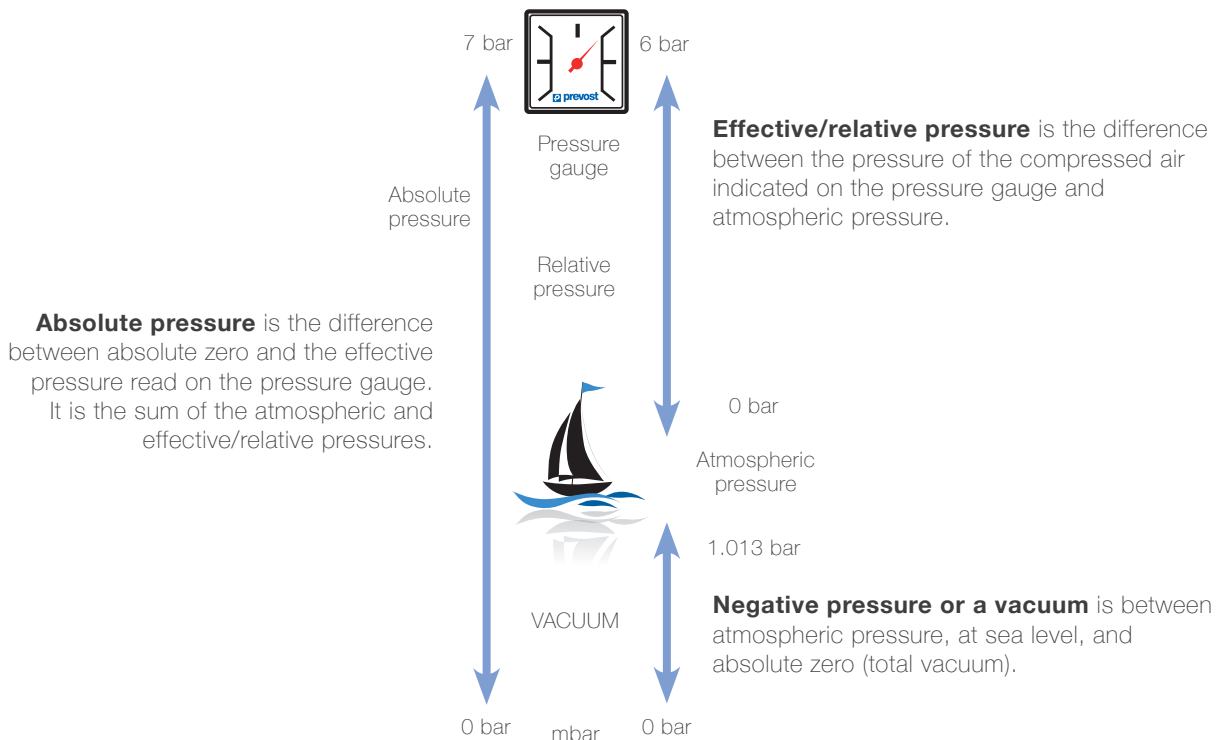 7 bar
6 bar
prevost
Pressure
gauge
Effective/relative pressure is the difference
between the pressure of the compressed air
indicated on the pressure gauge and
atmospheric pressure.
Absolute
pressure
Relative
pressure
Absolute pressure is the difference
between absolute zero and the effective
pressure read on the pressure gauge.
It is the sum of the atmospheric and
effective/relative pressures.
0 bar
Atmospheric
pressure
1.013 bar
VACUUM
Negative pressure or a vacuum is between
atmospheric pressure, at sea level, and
absolute zero (total vacuum).
0 bar
mbar
0 bar